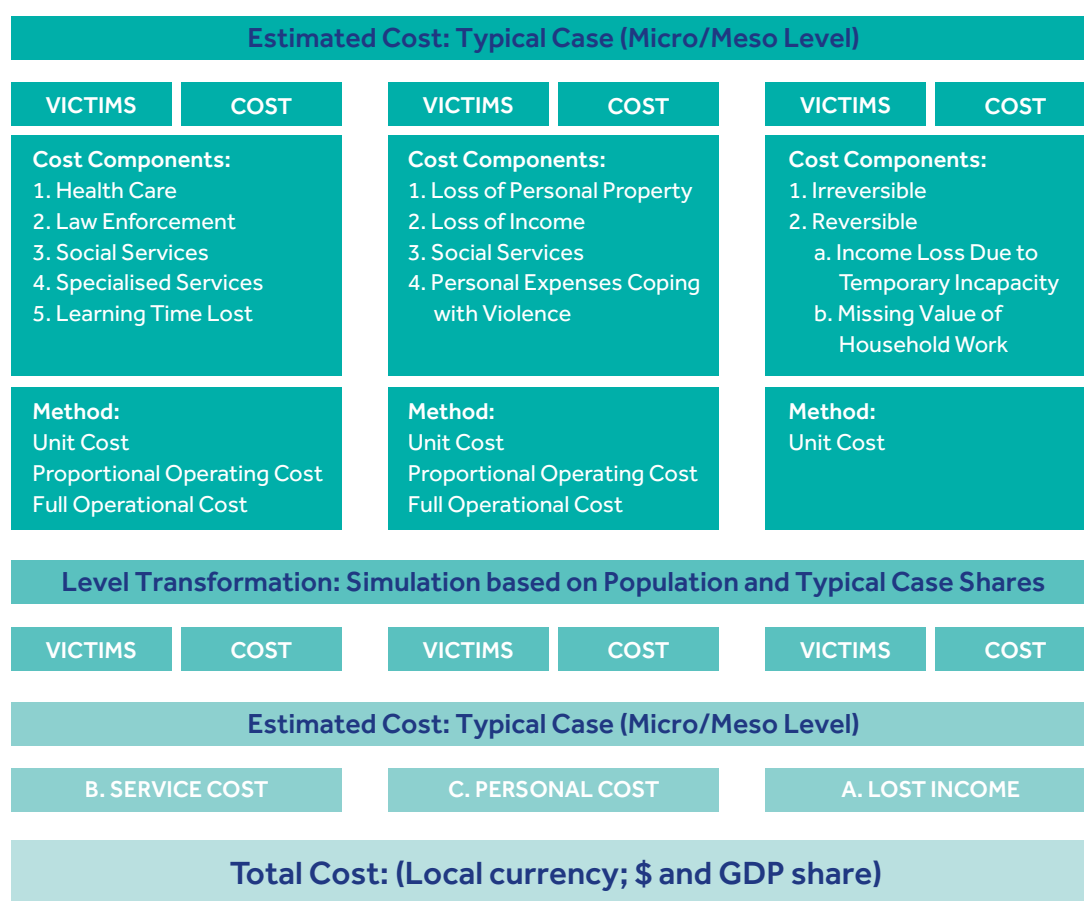 Estimated Cost: Typical Case (Micro/Meso Level)
VICTIMS
COST
VICTIMS
COST
VICTIMS
COST
Cost Components:
1. Health Care
2. Law Enforcement
3. Social Services
4. Specialised Services
5. Learning Time Lost
Cost Components:
1. Loss of Personal Property
2. Loss of Income
3. Social Services
4. Personal Expenses Coping
with Violence
Cost Components:
1. Irreversible
2. Reversible
a. Income Loss Due to
Temporary Incapacity
b. Missing Value of
Household Work
Method:
Unit Cost
Proportional Operating Cost
Full Operational Cost
Method:
Unit Cost
Proportional Operating Cost
Full Operational Cost
Method:
Unit Cost
Level Transformation: Simulation based on Population and Typical Case Shares
VICTIMS
COST
VICTIMS
COST
VICTIMS
COST
Estimated Cost: Typical Case (Micro/Meso Level)
B. SERVICE COST
C. PERSONAL COST
A. LOST INCOME
Total Cost: (Local currency; $ and GDP share)